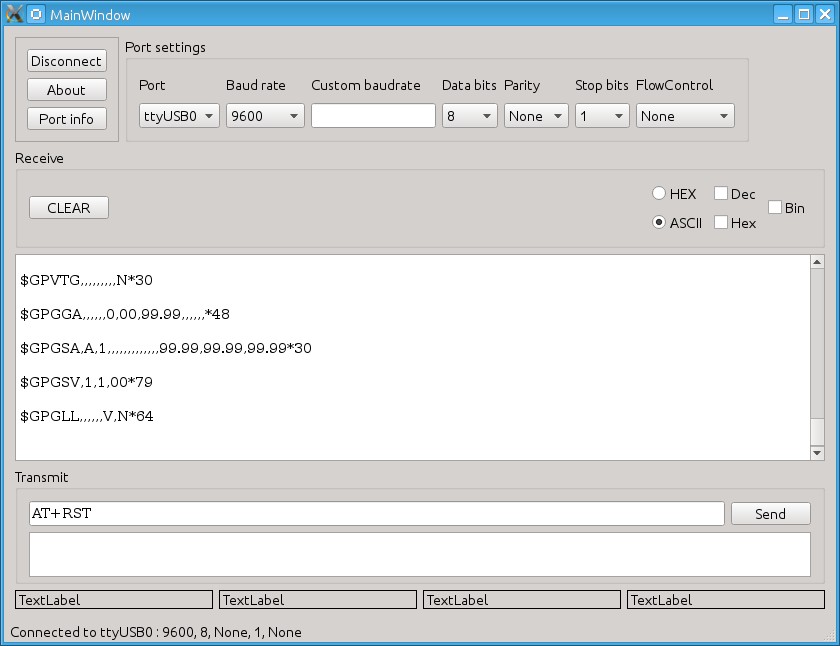 MainWindow
Disconnect
About
Port info
Port settings
Port Baud rate Custom baudrate Data bits Parity Stop bits FlowControl
ttyUSB0 9600 8 None 1 None
Receive
CLEAR
HEX Dec
Bin
ASCII Hex
$GPVTG,,,,,,,,,N*30
$GPGGA,,,,,,0,00,99.99,,,,,,*48
$GPGSA,A,1,,,,,,,,,,,,,99.99,99.99,99.99*30
$GPGSV,1,1,00*79
$GPGLL,,,,,,V,N*64
Transmit
AT+RST Send
TextLabel TextLabel TextLabel TextLabel
Connected to ttyUSB0 : 9600, 8, None, 1, None